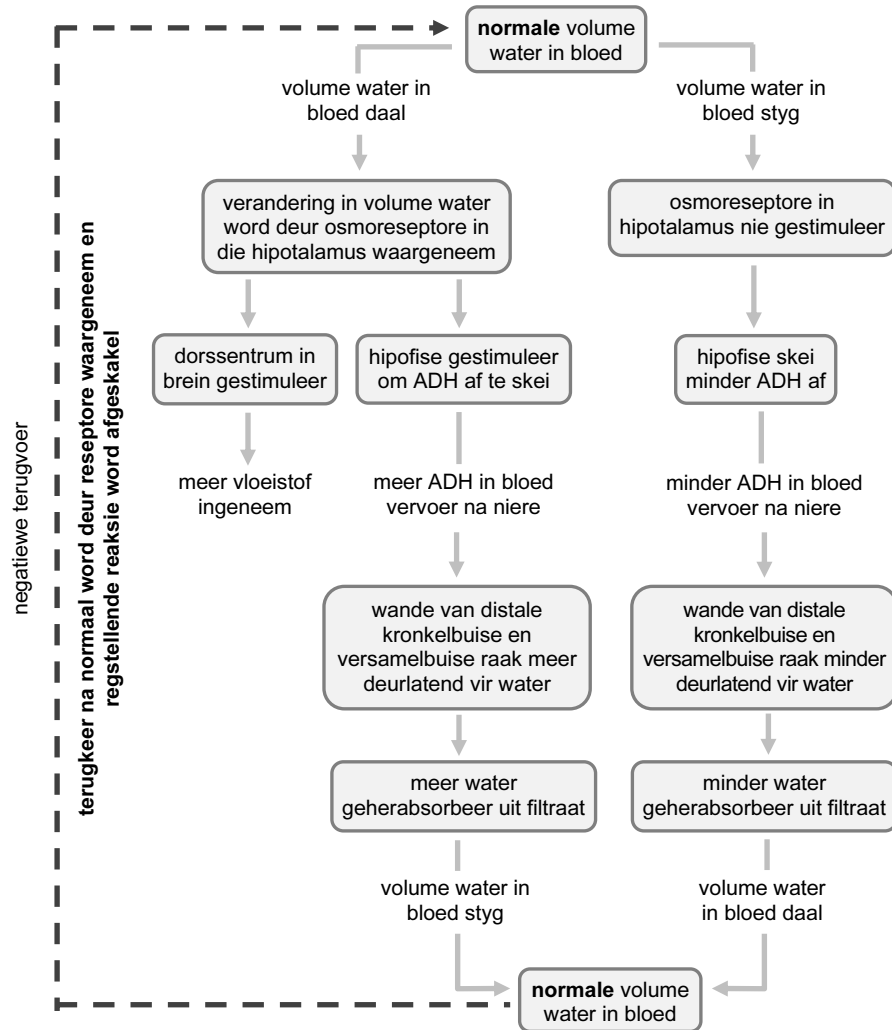 normale volume
water in bloed
volume water in
bloed daal
volume water in
bloed styg
verandering in volume water
word deur osmoreseptore in
die hipotalamus waargeneem
osmoreseptore in
hipotalamus nie gestimuleer
dorssentrum in
brein gestimuleer
hipofise gestimuleer
om ADH af te skei
hipofise skei
minder ADH af
meer vloeistof
ingeneem
meer ADH in bloed
vervoer na niere
minder ADH in bloed
vervoer na niere
wande van distale
kronkelbuise en
versamelbuise raak meer
deurlatend vir water
wande van distale
kronkelbuise en
versamelbuise raak minder
deurlatend vir water
meer water
geherabsorbeer uit filtraat
minder water
geherabsorbeer uit filtraat
volume water in
bloed styg
volume water
in bloed daal
normale volume
water in bloed
negatiewe terugvoer
terugkeer na normaal word deur reseptore waargeneem en
regstellende reaksie word afgeskakel